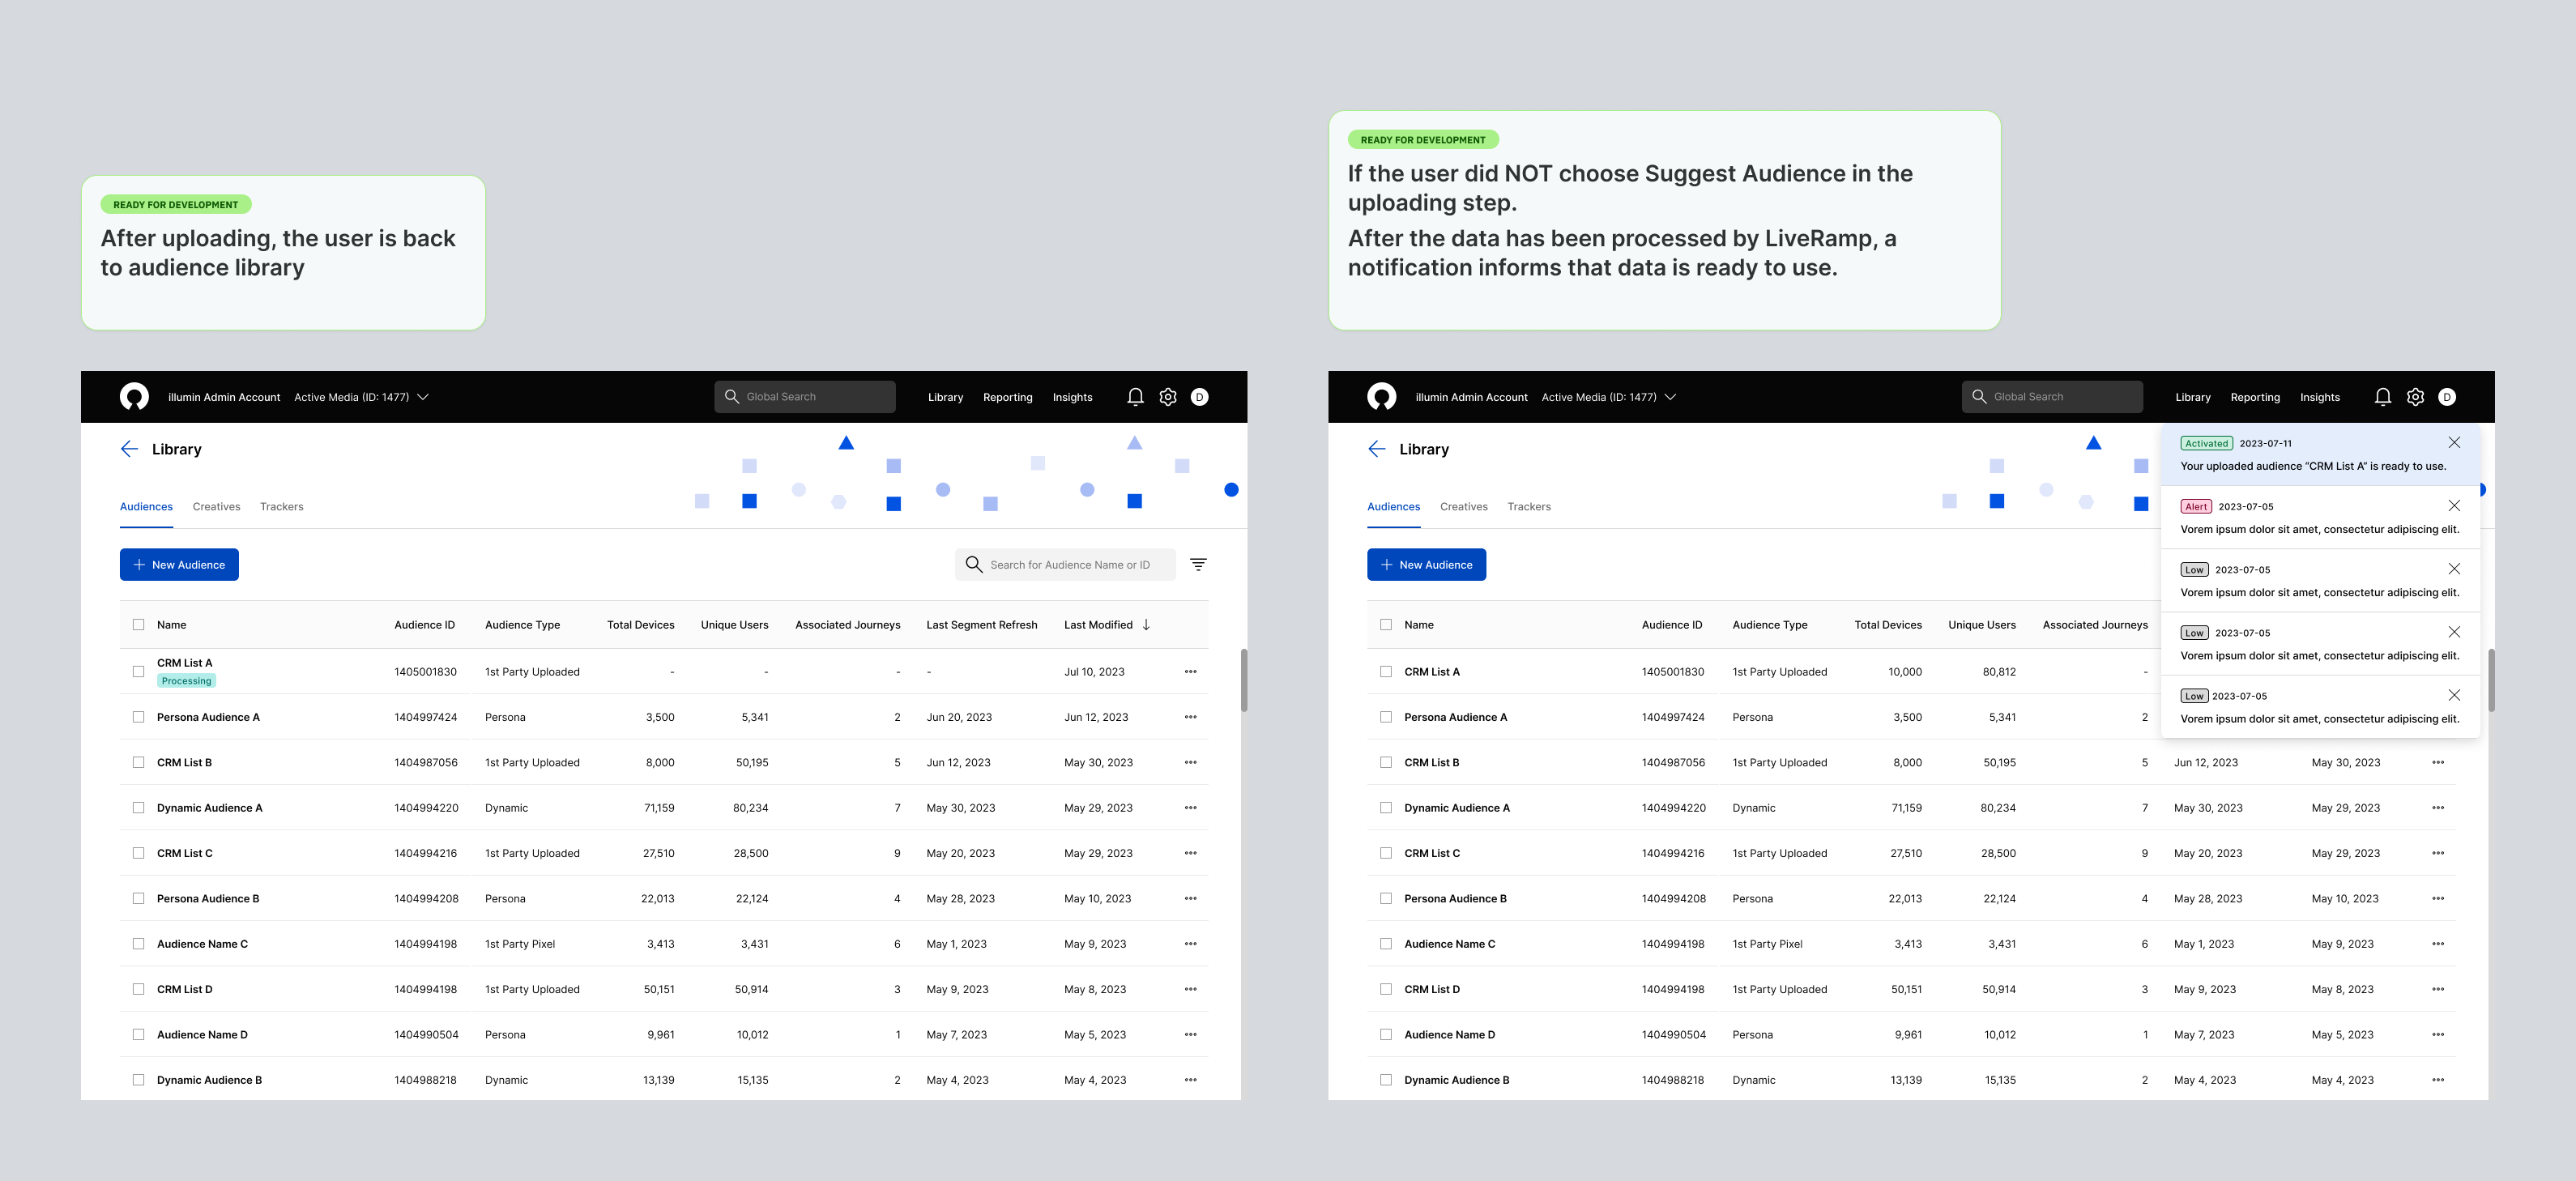 READY FOR DEVELOPMENT
After uploading, the user is back
to audience library
READY FOR DEVELOPMENT
If the user did NOT choose Suggest Audience in the
uploading step.
After the data has been processed by LiveRamp, a
notification informs that data is ready to use.
illumin Admin Account Active Media (ID: 1477) Global Search Library Reporting Insights D
Library
Audiences Creatives Trackers
New Audience Search for Audience Name or ID
Name Audience ID Audience Type Total Devices Unique Users Associated Journeys Last Segment Refresh Last Modified
CRM List A 1405001830 1st Party Uploaded - - - - Jul 10, 2023
Processing
Persona Audience A 1404997424 Persona 3,500 5,341 2 Jun 20, 2023 Jun 12, 2023
CRM List B 1404987056 1st Party Uploaded 8,000 50,195 5 Jun 12, 2023 May 30, 2023
Dynamic Audience A 1404994220 Dynamic 71,159 80,234 7 May 30, 2023 May 29, 2023
CRM List C 1404994216 1st Party Uploaded 27,510 28,500 9 May 20, 2023 May 29, 2023
Persona Audience B 1404994208 Persona 22,013 22,124 4 May 28, 2023 May 10, 2023
Audience Name C 1404994198 1st Party Pixel 3,413 3,431 6 May 1, 2023 May 9, 2023
CRM List D 1404994198 1st Party Uploaded 50,151 50,914 3 May 9, 2023 May 8, 2023
Audience Name D 1404990504 Persona 9,961 10,012 1 May 7, 2023 May 5, 2023
Dynamic Audience B 1404988218 Dynamic 13,139 15,135 2 May 4, 2023 May 4, 2023
illumin Admin Account Active Media (ID: 1477) Global Search Library Reporting Insights D
Library
Audiences Creatives Trackers
New Audience
Activated 2023-07-11
Your uploaded audience “CRM List A” is ready to use.
Alert 2023-07-05
Vorem ipsum dolor sit amet, consectetur adipiscing elit.
Low 2023-07-05
Vorem ipsum dolor sit amet, consectetur adipiscing elit.
Low 2023-07-05
Vorem ipsum dolor sit amet, consectetur adipiscing elit.
Low 2023-07-05
Vorem ipsum dolor sit amet, consectetur adipiscing elit.
Name Audience ID Audience Type Total Devices Unique Users Associated Journeys
CRM List A 1405001830 1st Party Uploaded 10,000 80,812 -
Persona Audience A 1404997424 Persona 3,500 5,341 2
CRM List B 1404987056 1st Party Uploaded 8,000 50,195 5 Jun 12, 2023 May 30, 2023
Dynamic Audience A 1404994220 Dynamic 71,159 80,234 7 May 30, 2023 May 29, 2023
CRM List C 1404994216 1st Party Uploaded 27,510 28,500 9 May 20, 2023 May 29, 2023
Persona Audience B 1404994208 Persona 22,013 22,124 4 May 28, 2023 May 10, 2023
Audience Name C 1404994198 1st Party Pixel 3,413 3,431 6 May 1, 2023 May 9, 2023
CRM List D 1404994198 1st Party Uploaded 50,151 50,914 3 May 9, 2023 May 8, 2023
Audience Name D 1404990504 Persona 9,961 10,012 1 May 7, 2023 May 5, 2023
Dynamic Audience B 1404988218 Dynamic 13,139 15,135 2 May 4, 2023 May 4, 2023